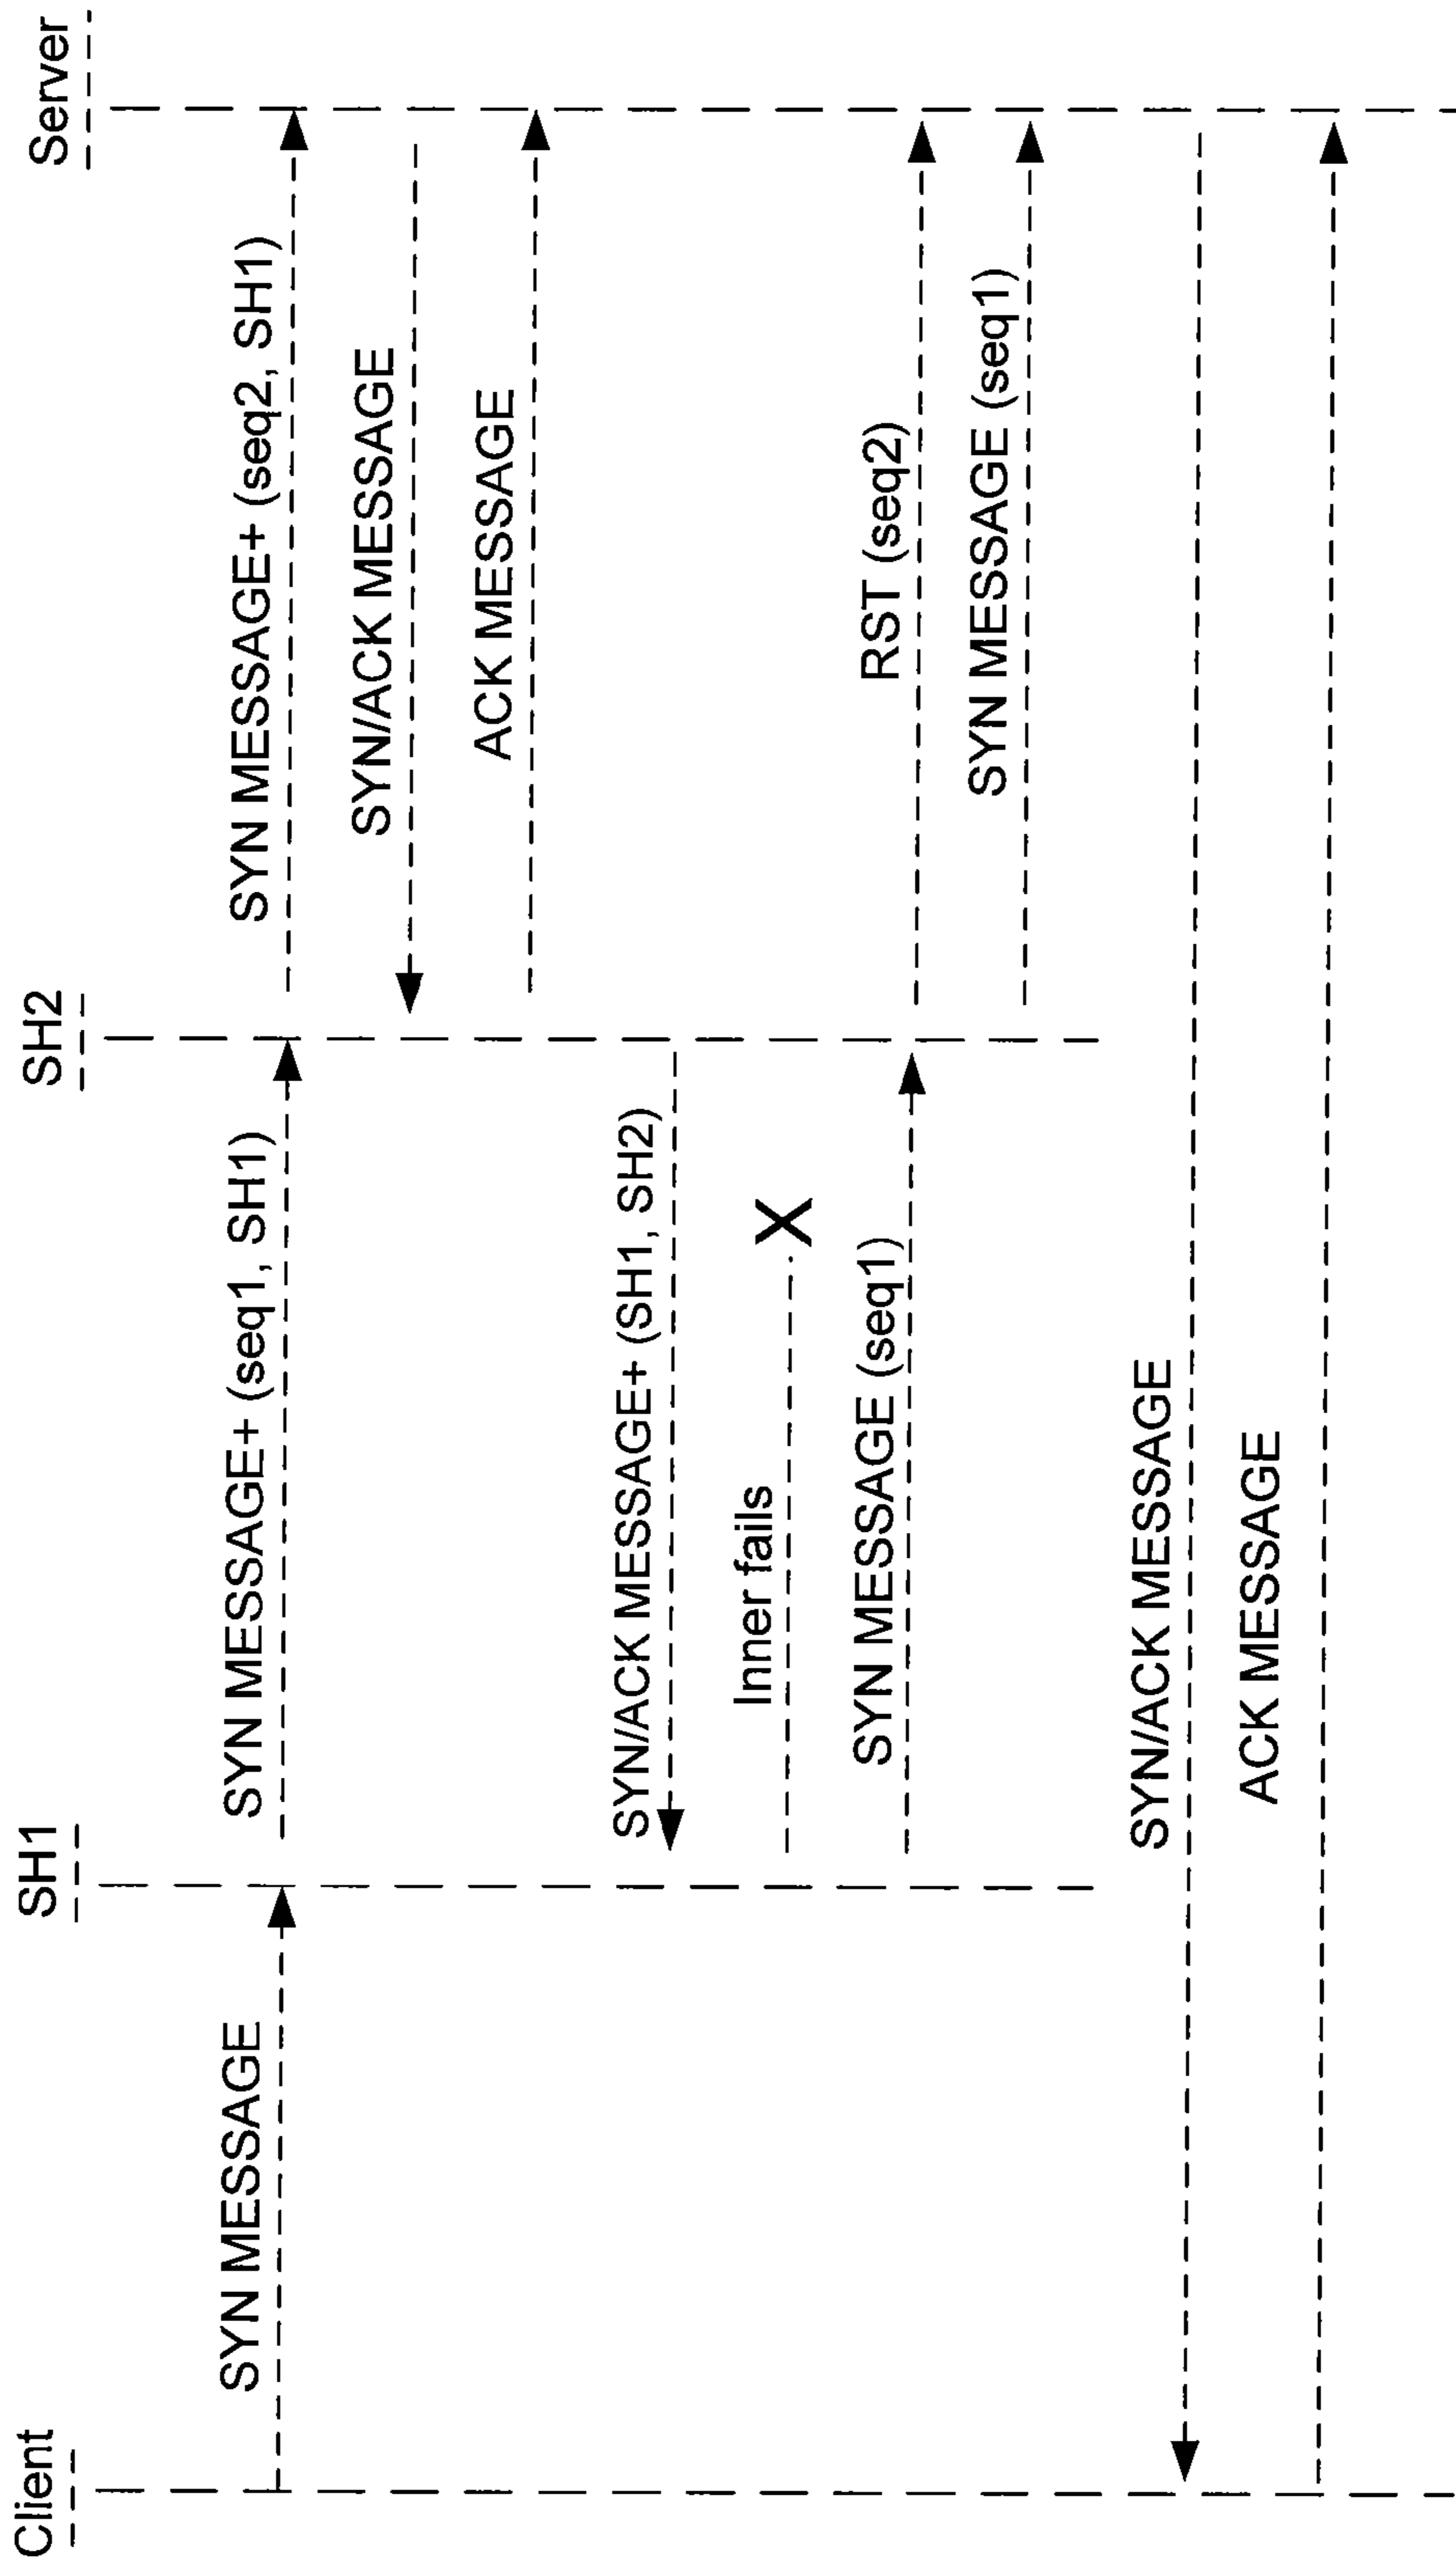 Client
SH1
SH2
Server
SYN MESSAGE
SYN MESSAGE+ (seq1, SH1)
SYN MESSAGE+ (seq2, SH1)
SYN/ACK MESSAGE
ACK MESSAGE
SYN/ACK MESSAGE+ (SH1, SH2)
Inner fails
X
SYN MESSAGE (seq1)
RST (seq2)
SYN MESSAGE (seq1)
SYN/ACK MESSAGE
ACK MESSAGE